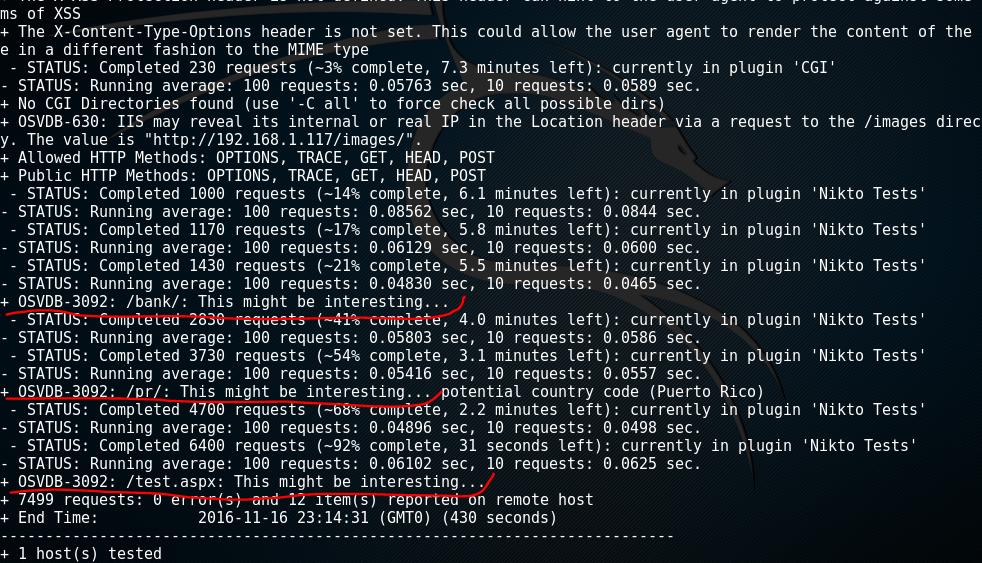 ms of XSS
+ The X-Content-Type-Options header is not set. This could allow the user agent to render the content of the
e in a different fashion to the MIME type
 - STATUS: Completed 230 requests (~3% complete, 7.3 minutes left): currently in plugin 'CGI'
- STATUS: Running average: 100 requests: 0.05763 sec, 10 requests: 0.0589 sec.
+ No CGI Directories found (use '-C all' to force check all possible dirs)
+ OSVDB-630: IIS may reveal its internal or real IP in the Location header via a request to the /images direc
y. The value is "http://192.168.1.117/images/".
+ Allowed HTTP Methods: OPTIONS, TRACE, GET, HEAD, POST
+ Public HTTP Methods: OPTIONS, TRACE, GET, HEAD, POST
 - STATUS: Completed 1000 requests (~14% complete, 6.1 minutes left): currently in plugin 'Nikto Tests'
- STATUS: Running average: 100 requests: 0.08562 sec, 10 requests: 0.0844 sec.
 - STATUS: Completed 1170 requests (~17% complete, 5.8 minutes left): currently in plugin 'Nikto Tests'
- STATUS: Running average: 100 requests: 0.06129 sec, 10 requests: 0.0600 sec.
 - STATUS: Completed 1430 requests (~21% complete, 5.5 minutes left): currently in plugin 'Nikto Tests'
- STATUS: Running average: 100 requests: 0.04830 sec, 10 requests: 0.0465 sec.
+ OSVDB-3092: /bank/: This might be interesting...
 - STATUS: Completed 2830 requests (~41% complete, 4.0 minutes left): currently in plugin 'Nikto Tests'
- STATUS: Running average: 100 requests: 0.05803 sec, 10 requests: 0.0586 sec.
 - STATUS: Completed 3730 requests (~54% complete, 3.1 minutes left): currently in plugin 'Nikto Tests'
- STATUS: Running average: 100 requests: 0.05416 sec, 10 requests: 0.0557 sec.
+ OSVDB-3092: /pr/: This might be interesting... potential country code (Puerto Rico)
 - STATUS: Completed 4700 requests (~68% complete, 2.2 minutes left): currently in plugin 'Nikto Tests'
- STATUS: Running average: 100 requests: 0.04896 sec, 10 requests: 0.0498 sec.
 - STATUS: Completed 6400 requests (~92% complete, 31 seconds left): currently in plugin 'Nikto Tests'
- STATUS: Running average: 100 requests: 0.06102 sec, 10 requests: 0.0625 sec.
+ OSVDB-3092: /test.aspx: This might be interesting...
+ 7499 requests: 0 error(s) and 12 item(s) reported on remote host
+ End Time:           2016-11-16 23:14:31 (GMT0) (430 seconds)
---------------------------------------------------------------------------
+ 1 host(s) tested